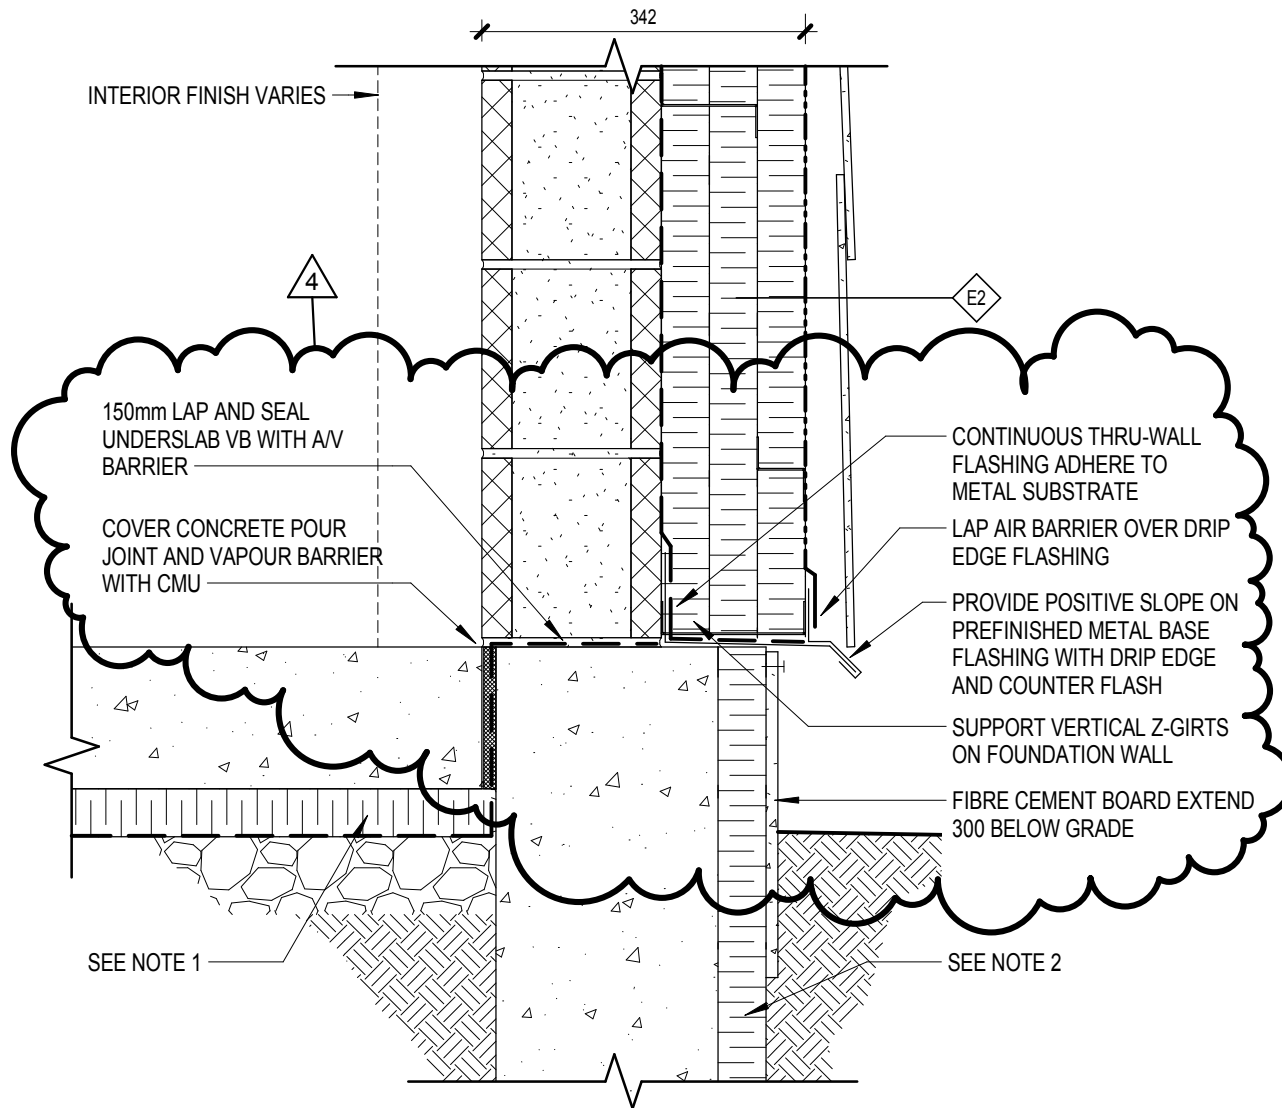 342
INTERIOR FINISH VARIES
4
E2
150mm LAP AND SEAL
UNDERSLAB VB WITH A/V
BARRIER
COVER CONCRETE POUR
JOINT AND VAPOUR BARRIER
WITH CMU
CONTINUOUS THRU-WALL
FLASHING ADHERE TO
METAL SUBSTRATE
LAP AIR BARRIER OVER DRIP
EDGE FLASHING
PROVIDE POSITIVE SLOPE ON
PREFINISHED METAL BASE
FLASHING WITH DRIP EDGE
AND COUNTER FLASH
SUPPORT VERTICAL Z-GIRTS
ON FOUNDATION WALL
FIBRE CEMENT BOARD EXTEND
300 BELOW GRADE
SEE NOTE 1
SEE NOTE 2